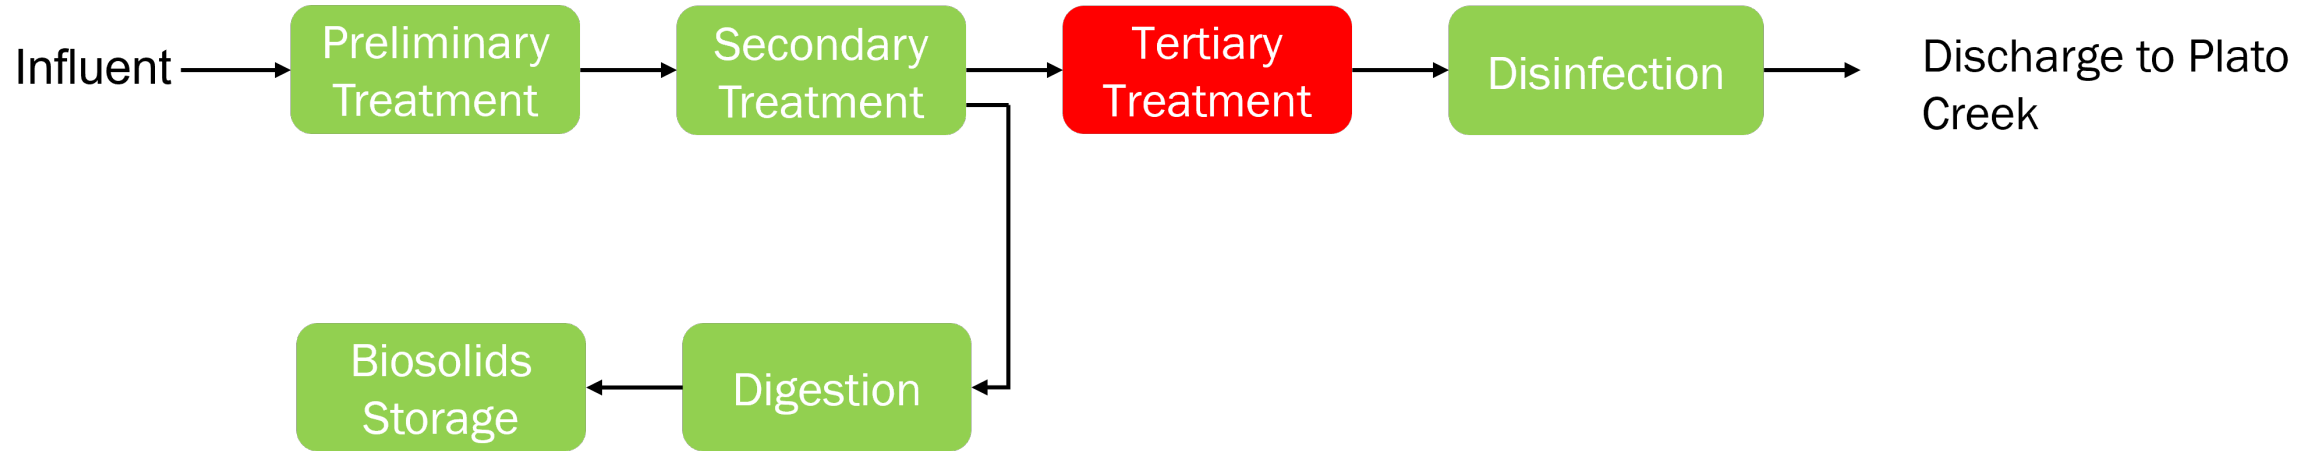 Influent
Preliminary
Treatment
Secondary
Treatment
Tertiary
Treatment
Disinfection
Discharge to Plato
Creek
Biosolids
Storage
Digestion